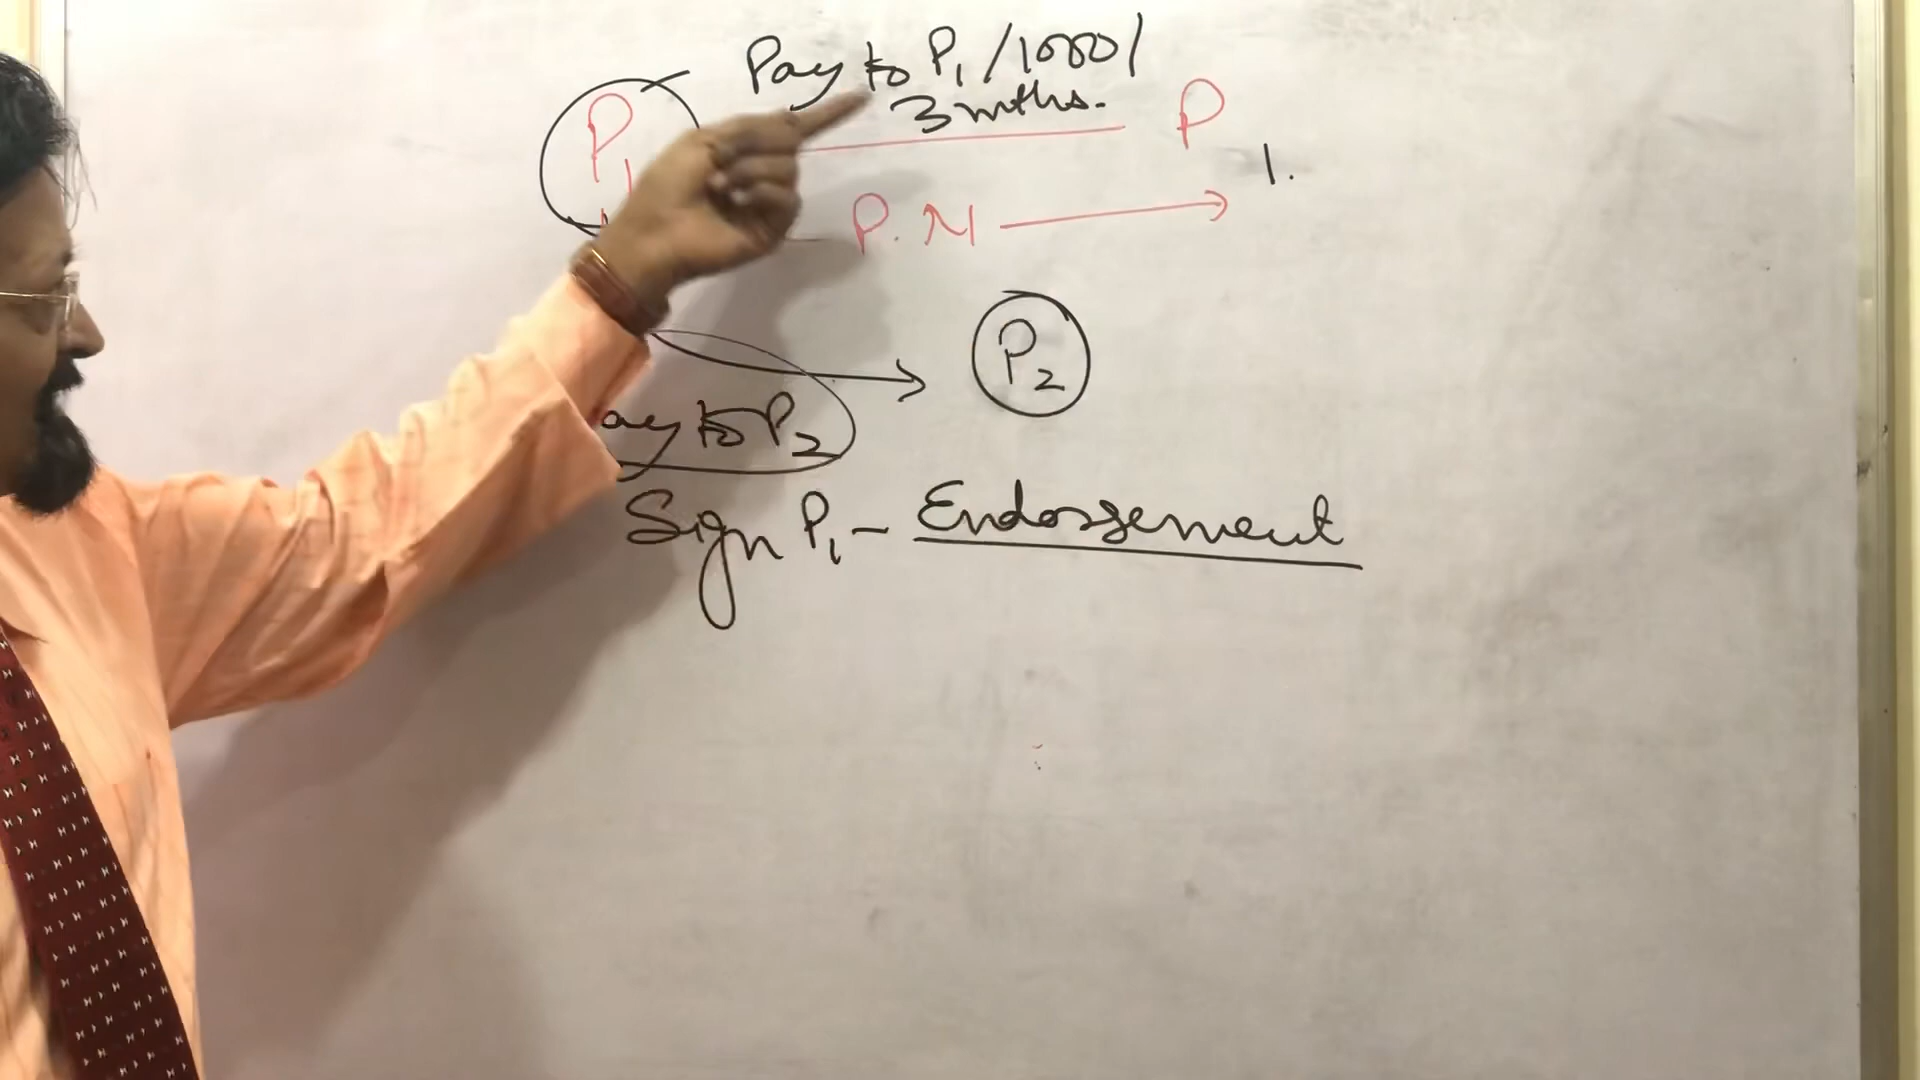 Pay to P1 /1000/
3 mths.
P1 P
1.
P.N
P2
ay to P2
Sign P1 - Endorsement